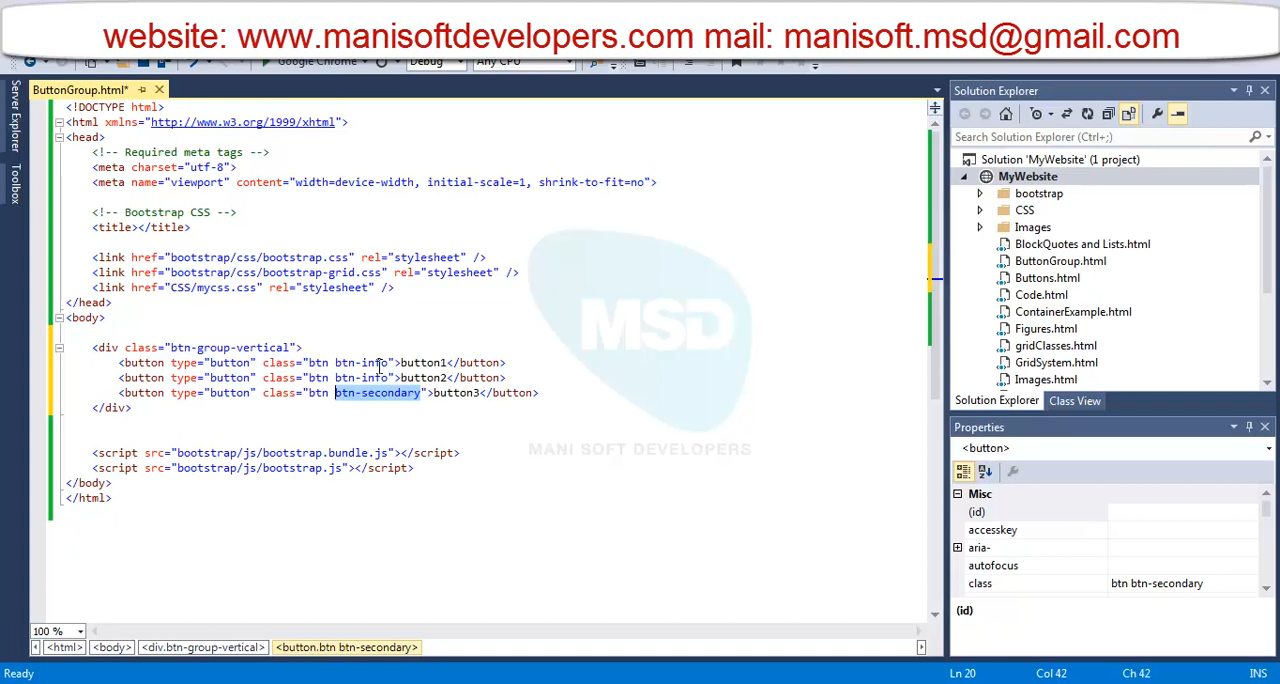 website: www.manisoftdevelopers.com mail: manisoft.msd@gmail.com
Google Chrome
Debug
Any CPU
ButtonGroup.html*
Server Explorer
Toolbox
<!DOCTYPE html>
<html xmlns="http://www.w3.org/1999/xhtml">
<head>
<!-- Required meta tags -->
<meta charset="utf-8">
<meta name="viewport" content="width=device-width, initial-scale=1, shrink-to-fit=no">
<!-- Bootstrap CSS -->
<title></title>
<link href="bootstrap/css/bootstrap.css" rel="stylesheet" />
<link href="bootstrap/css/bootstrap-grid.css" rel="stylesheet" />
<link href="CSS/mycss.css" rel="stylesheet" />
</head>
<body>
<div class="btn-group-vertical">
<button type="button" class="btn btn-info">button1</button>
<button type="button" class="btn btn-info">button2</button>
<button type="button" class="btn btn-secondary">button3</button>
</div>
<script src="bootstrap/js/bootstrap.bundle.js"></script>
<script src="bootstrap/js/bootstrap.js"></script>
</body>
</html>
MSD
MANI SOFT DEVELOPERS
100 %
<html> <body> <div.btn-group-vertical> <button.btn btn-secondary>
Solution Explorer
Search Solution Explorer (Ctrl+;)
Solution 'MyWebsite' (1 project)
MyWebsite
bootstrap
CSS
Images
BlockQuotes and Lists.html
ButtonGroup.html
Buttons.html
Code.html
ContainerExample.html
Figures.html
gridClasses.html
GridSystem.html
Images.html
Solution Explorer Class View
Properties
<button>
Misc
(id)
accesskey
aria-
autofocus
class btn btn-secondary
(id)
Ready Ln 20 Col 42 Ch 42 INS